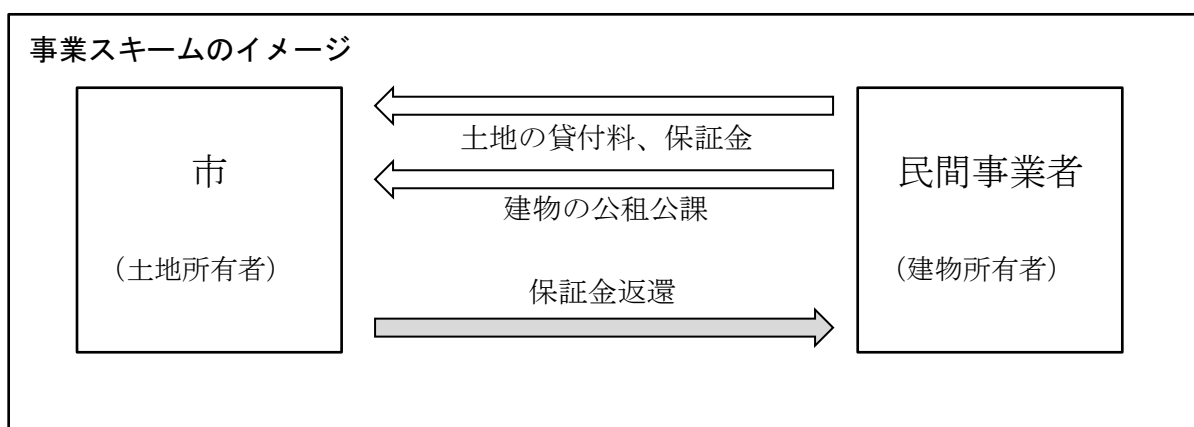 事業スキームのイメージ
市
（土地所有者）
土地の貸付料、保証金
建物の公租公課
保証金返還
民間事業者
（建物所有者）